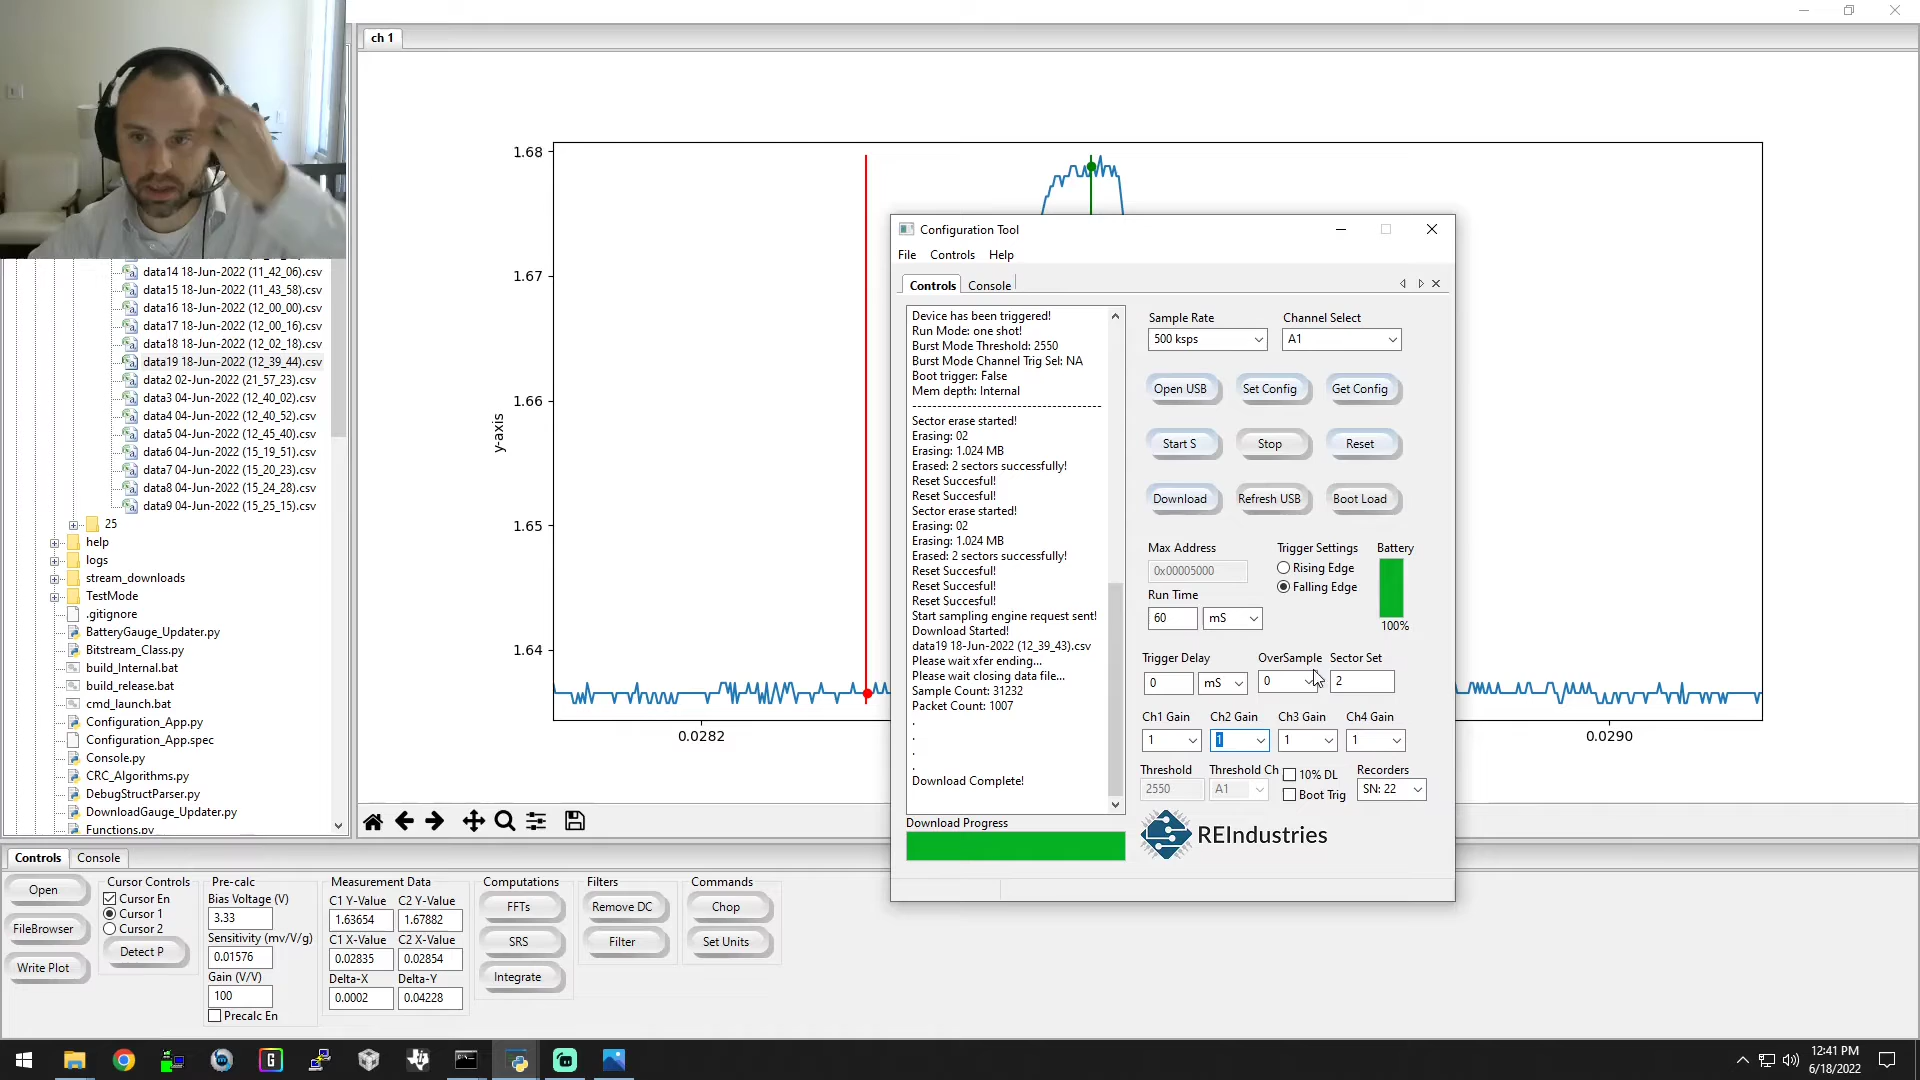 ch 1
1.68
1.67
1.66
1.65
1.64
y-axis
0.0282
0.0290
data14 18-Jun-2022 (11_42_06).csv
data15 18-Jun-2022 (11_43_58).csv
data16 18-Jun-2022 (12_00_00).csv
data17 18-Jun-2022 (12_00_16).csv
data18 18-Jun-2022 (12_02_18).csv
data19 18-Jun-2022 (12_39_44).csv
data2 02-Jun-2022 (21_57_23).csv
data3 04-Jun-2022 (12_40_02).csv
data4 04-Jun-2022 (12_40_52).csv
data5 04-Jun-2022 (12_45_40).csv
data6 04-Jun-2022 (15_19_51).csv
data7 04-Jun-2022 (15_20_23).csv
data8 04-Jun-2022 (15_24_28).csv
data9 04-Jun-2022 (15_25_15).csv
25
help
logs
stream_downloads
TestMode
.gitignore
BatteryGauge_Updater.py
Bitstream_Class.py
build_Internal.bat
build_release.bat
cmd_launch.bat
Configuration_App.py
Configuration_App.spec
Console.py
CRC_Algorithms.py
DebugStructParser.py
DownloadGauge_Updater.py
Functions.py
Configuration Tool
File Controls Help
Controls Console
Device has been triggered!
Run Mode: one shot!
Burst Mode Threshold: 2550
Burst Mode Channel Trig Sel: NA
Boot trigger: False
Mem depth: Internal
----------------------------------------
Sector erase started!
Erasing: 02
Erasing: 1.024 MB
Erased: 2 sectors successfully!
Reset Succesful!
Reset Succesful!
Sector erase started!
Erasing: 02
Erasing: 1.024 MB
Erased: 2 sectors successfully!
Reset Succesful!
Reset Succesful!
Reset Succesful!
Start sampling engine request sent!
Download Started!
data19 18-Jun-2022 (12_39_43).csv
Please wait xfer ending...
Please wait closing data file...
Sample Count: 31232
Packet Count: 1007
.
.
.
.
Download Complete!
Download Progress
Sample Rate Channel Select
500 ksps A1
Open USB Set Config Get Config
Start S Stop Reset
Download Refresh USB Boot Load
Max Address Trigger Settings Battery
0x00005000 Rising Edge
Run Time Falling Edge
60 mS 100%
Trigger Delay OverSample Sector Set
0 mS 0 2
Ch1 Gain Ch2 Gain Ch3 Gain Ch4 Gain
1 1 1 1
Threshold Threshold Ch 10% DL Recorders
2550 A1 Boot Trig SN: 22
REIndustries
Controls Console
Open
FileBrowser
Write Plot
Cursor Controls
Cursor En
Cursor 1
Cursor 2
Detect P
Pre-calc
Bias Voltage (V)
3.33
Sensitivity (mv/V/g)
0.01576
Gain (V/V)
100
Precalc En
Measurement Data
C1 Y-Value C2 Y-Value
1.63654 1.67882
C1 X-Value C2 X-Value
0.02835 0.02854
Delta-X Delta-Y
0.0002 0.04228
Computations
FFTs
SRS
Integrate
Filters
Remove DC
Filter
Commands
Chop
Set Units
12:41 PM
6/18/2022